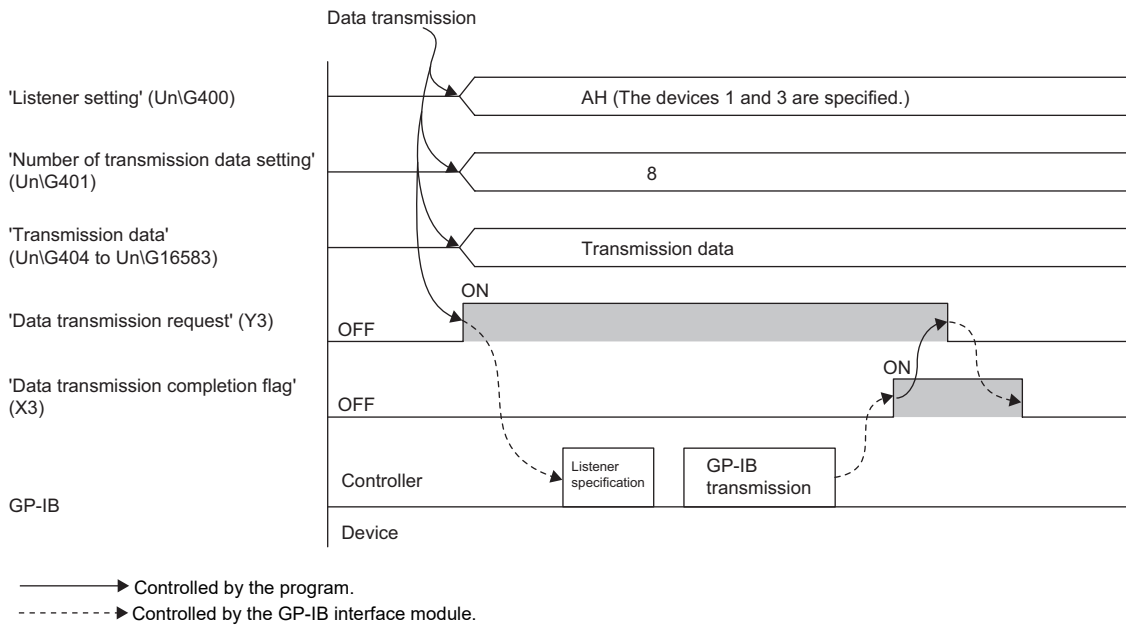 Data transmission
'Listener setting' (Un\G400)
AH (The devices 1 and 3 are specified.)
'Number of transmission data setting'
(Un\G401)
8
'Transmission data'
(Un\G404 to Un\G16583)
Transmission data
ON
'Data transmission request' (Y3)
OFF
ON
'Data transmission completion flag'
(X3)
OFF
Controller
Listener
specification
GP-IB
transmission
GP-IB
Device
Controlled by the program.
Controlled by the GP-IB interface module.